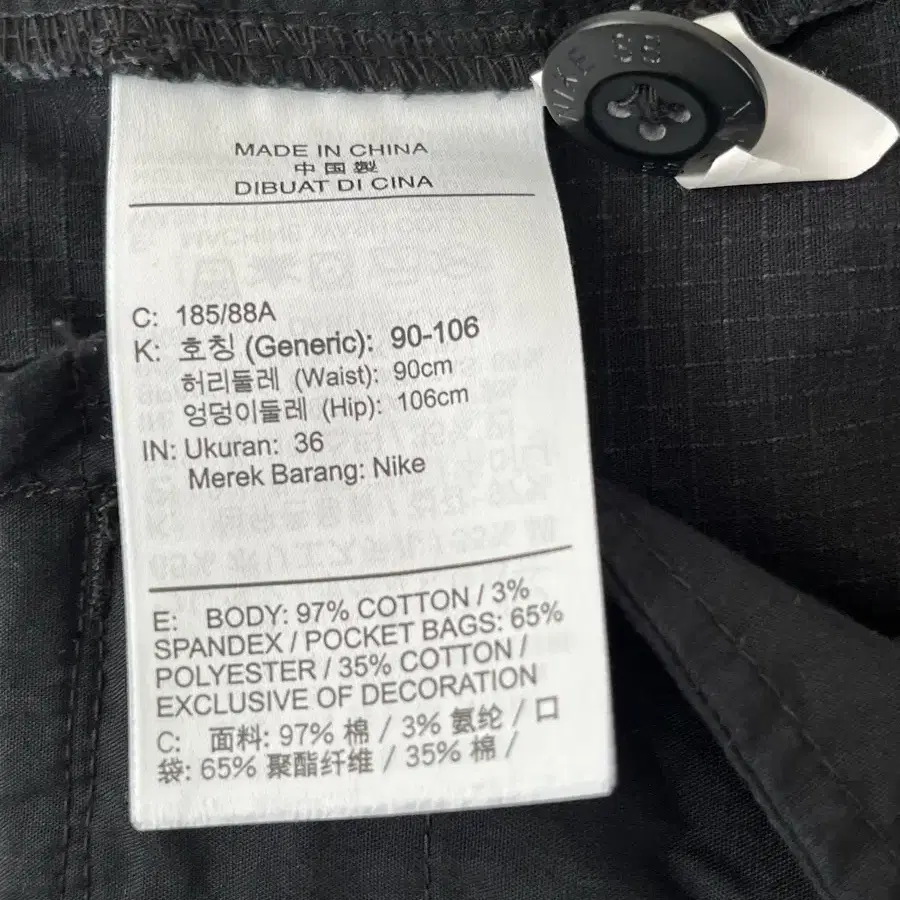 NIKE SB
MADE IN CHINA
中国製
DIBUAT DI CINA
C: 185/88A
K: 호칭 (Generic): 90-106
허리둘레 (Waist): 90cm
엉덩이둘레 (Hip): 106cm
IN: Ukuran: 36
Merek Barang: Nike
E: BODY: 97% COTTON / 3%
SPANDEX / POCKET BAGS: 65%
POLYESTER / 35% COTTON /
EXCLUSIVE OF DECORATION
C: 面料: 97% 棉 / 3% 氨纶 / 口
袋: 65% 聚酯纤维 / 35% 棉 /